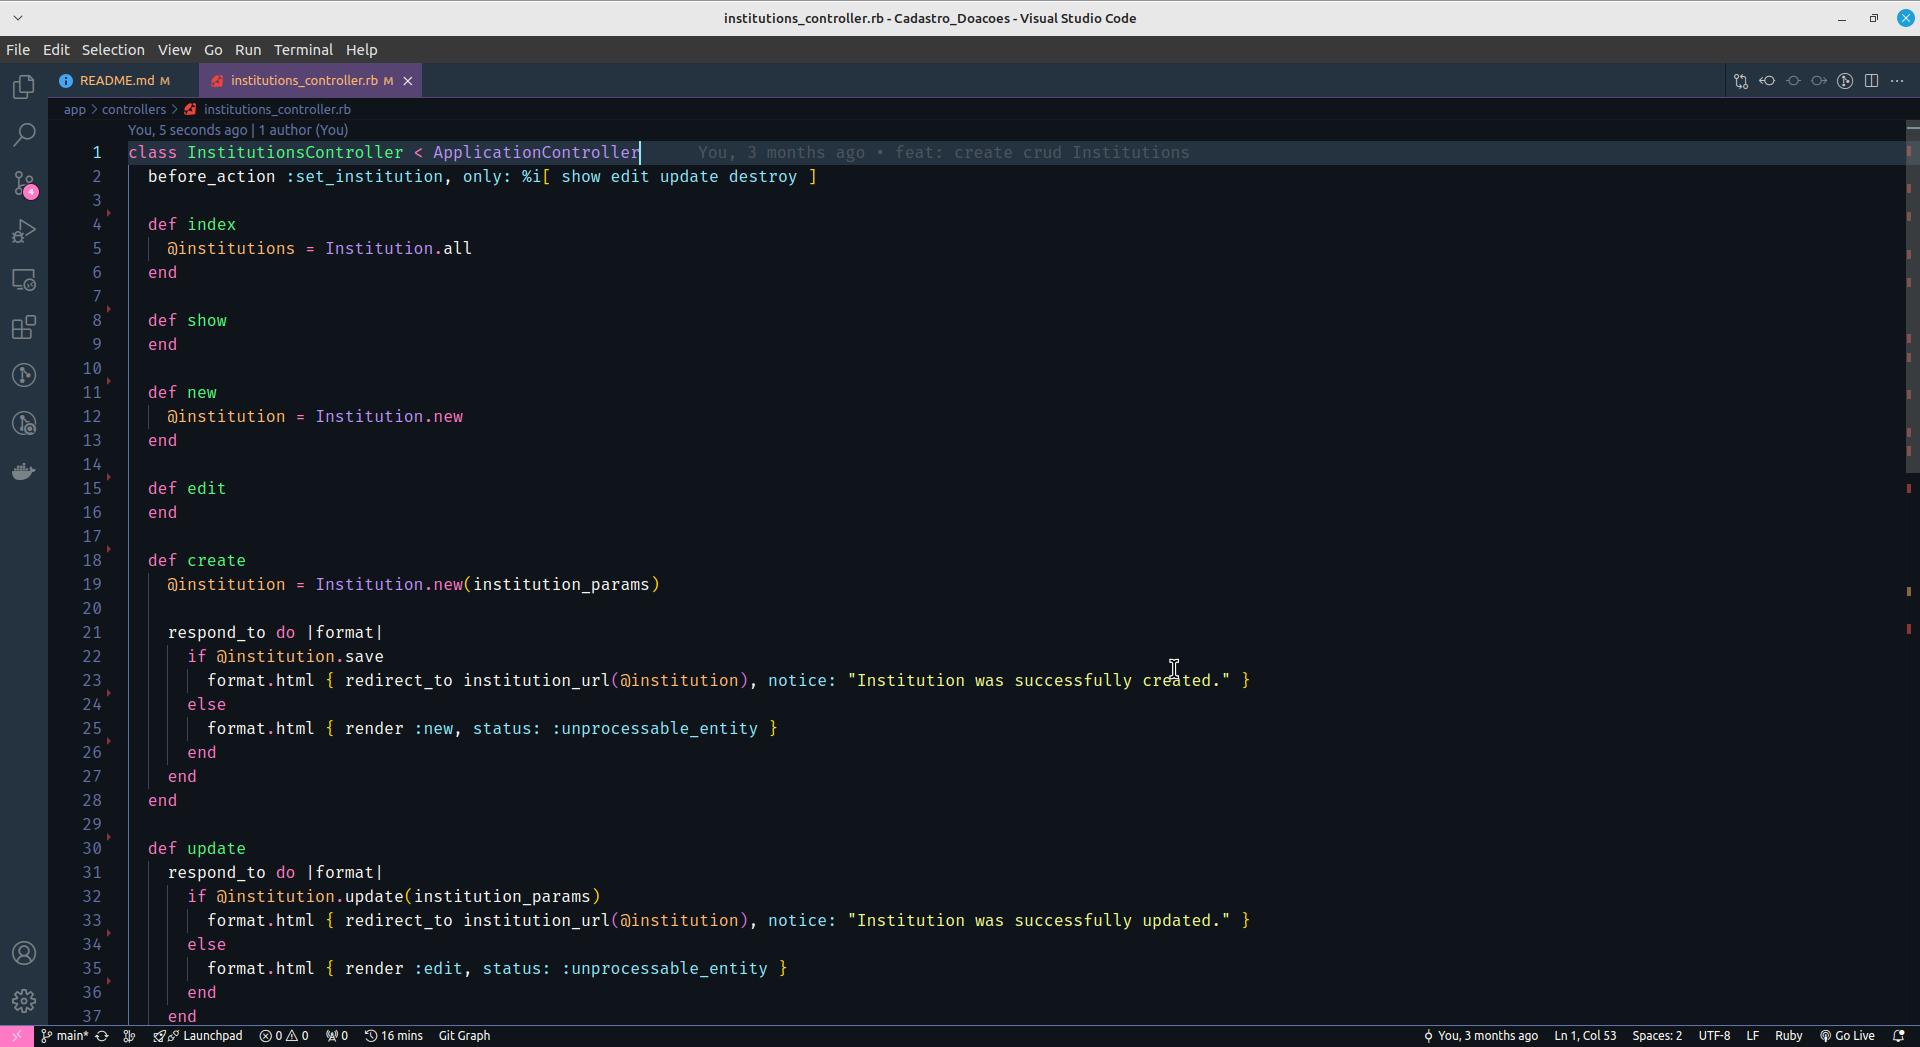 institutions_controller.rb - Cadastro_Doacoes - Visual Studio Code
File Edit Selection View Go Run Terminal Help
README.md M institutions_controller.rb M
app > controllers > institutions_controller.rb
You, 5 seconds ago | 1 author (You)
1 class InstitutionsController < ApplicationController You, 3 months ago • feat: create crud Institutions
2 before_action :set_institution, only: %i[ show edit update destroy ]
3
4 def index
5 @institutions = Institution.all
6 end
7
8 def show
9 end
10
11 def new
12 @institution = Institution.new
13 end
14
15 def edit
16 end
17
18 def create
19 @institution = Institution.new(institution_params)
20
21 respond_to do |format|
22 if @institution.save
23 format.html { redirect_to institution_url(@institution), notice: "Institution was successfully created." }
24 else
25 format.html { render :new, status: :unprocessable_entity }
26 end
27 end
28 end
29
30 def update
31 respond_to do |format|
32 if @institution.update(institution_params)
33 format.html { redirect_to institution_url(@institution), notice: "Institution was successfully updated." }
34 else
35 format.html { render :edit, status: :unprocessable_entity }
36 end
37 end
4
main* Launchpad 0 0 0 16 mins Git Graph You, 3 months ago Ln 1, Col 53 Spaces: 2 UTF-8 LF Ruby Go Live